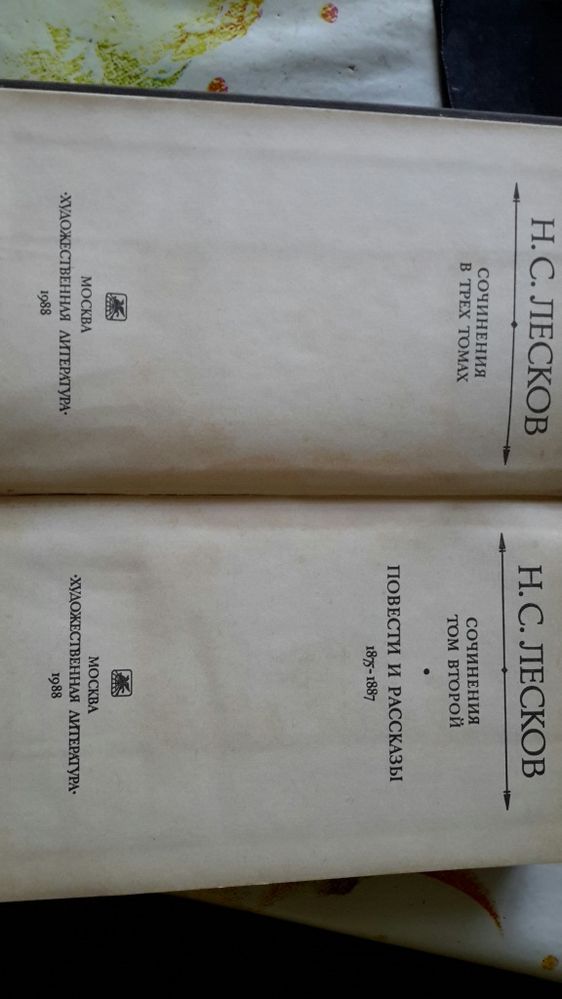 Н. С. ЛЕСКОВ
СОЧИНЕНИЯ
В ТРЕХ ТОМАХ
МОСКВА
·ХУДОЖЕСТВЕННАЯ ЛИТЕРАТУРА·
1988
Н. С. ЛЕСКОВ
СОЧИНЕНИЯ
ТОМ ВТОРОЙ
•
ПОВЕСТИ И РАССКАЗЫ
1875-1887
МОСКВА
·ХУДОЖЕСТВЕННАЯ ЛИТЕРАТУРА·
1988